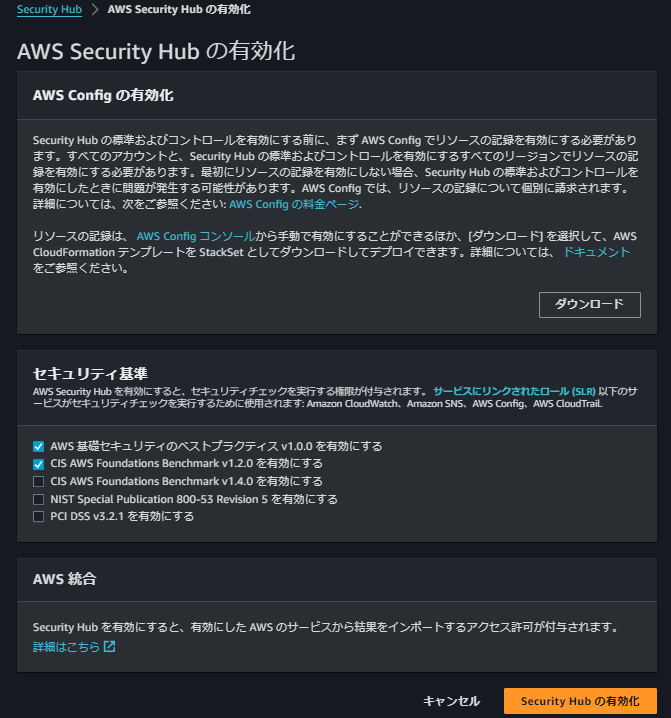 Security Hub > AWS Security Hub の有効化
AWS Security Hub の有効化
AWS Config の有効化
Security Hub の標準およびコントロールを有効にする前に、まず AWS Config でリソースの記録を有効にする必要があり
ます。すべてのアカウントと、Security Hub の標準およびコントロールを有効にするすべてのリージョンでリソースの記
録を有効にする必要があります。最初にリソースの記録を有効にしない場合、Security Hub の標準およびコントロールを
有効にしたときに問題が発生する可能性があります。AWS Config では、リソースの記録について個別に請求されます。
詳細については、次をご参照ください: AWS Config の料金ページ.
リソースの記録は、 AWS Config コンソールから手動で有効にすることができるほか、[ダウンロード] を選択して、AWS
CloudFormation テンプレートを StackSet としてダウンロードしてデプロイできます。詳細については、 ドキュメント
をご参照ください。
ダウンロード
セキュリティ基準
AWS Security Hub を有効にすると、セキュリティチェックを実行する権限が付与されます。 サービスにリンクされたロール (SLR) 以下のサ
ービスがセキュリティチェックを実行するために使用されます: Amazon CloudWatch、Amazon SNS、AWS Config、AWS CloudTrail.
AWS 基礎セキュリティのベストプラクティス v1.0.0 を有効にする
CIS AWS Foundations Benchmark v1.2.0 を有効にする
CIS AWS Foundations Benchmark v1.4.0 を有効にする
NIST Special Publication 800-53 Revision 5 を有効にする
PCI DSS v3.2.1 を有効にする
AWS 統合
Security Hub を有効にすると、有効にした AWS のサービスから結果をインポートするアクセス許可が付与されます。
詳細はこちら
キャンセル
Security Hub の有効化